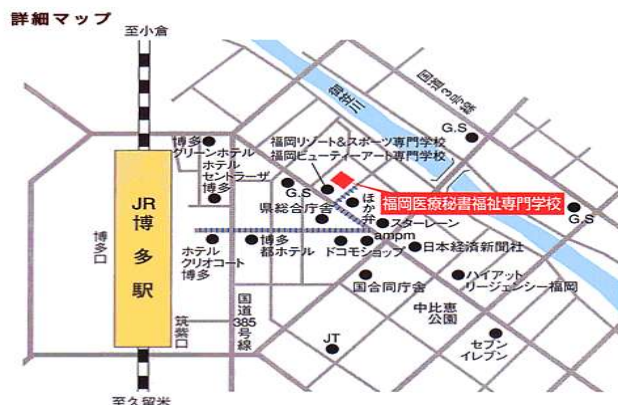 詳細マップ
至小倉
国道3号線
御笠川
G.S
博多
グリーンホテル
ホテル
セントラーザ
博多
福岡リゾート&スポーツ専門学校
福岡ビューティーアート専門学校
G.S
ほか弁
福岡医療秘書福祉専門学校
G.S
県総合庁舎
スターレーン
ampm
JR
博多駅
博多口
ホテル
クリオコート
博多
博多
都ホテル
ドコモショップ
日本経済新聞社
国合同庁舎
ハイアット
リージェンシー福岡
中比恵
公園
筑紫口
国道
385
号線
JT
セブン
イレブン
至久留米